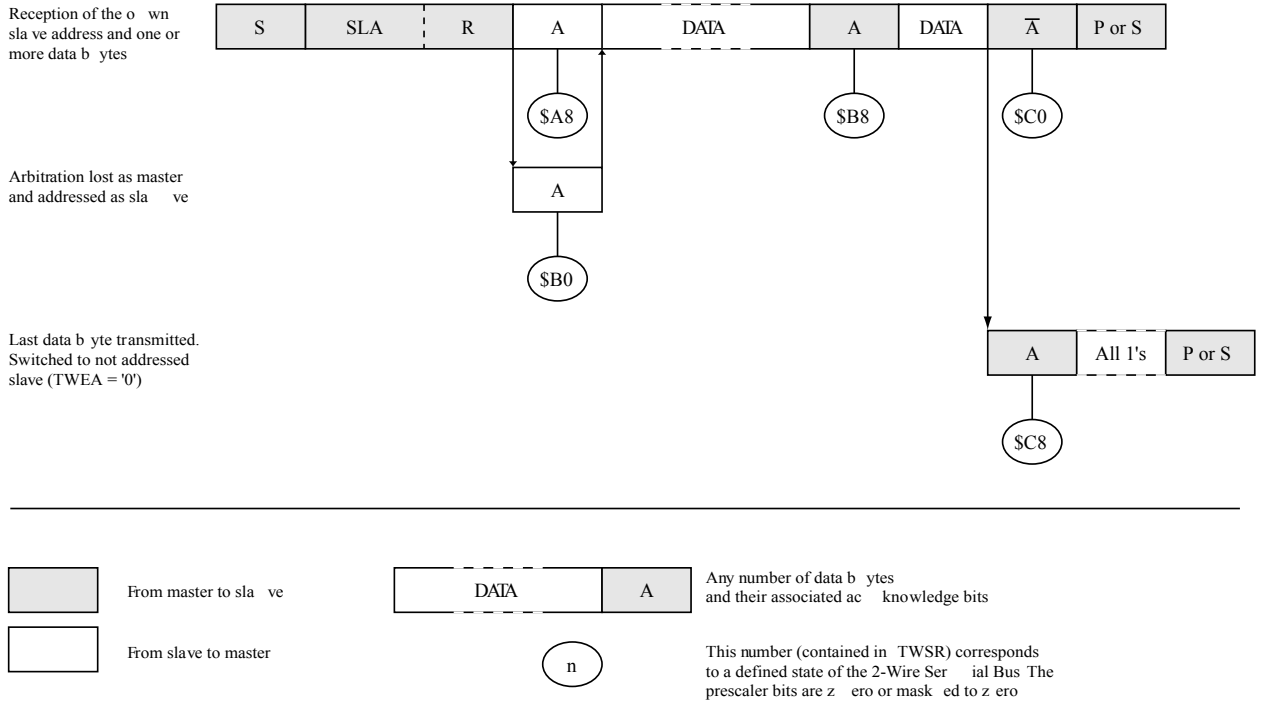 Reception of the o wn
sla ve address and one or
more data b ytes
S SLA R A DATA A DATA A P or S
$A8 $B8 $C0
Arbitration lost as master
and addressed as sla ve
A
$B0
Last data b yte transmitted.
Switched to not addressed
slave (TWEA = '0')
A All 1's P or S
$C8
From master to sla ve
DATA A
Any number of data b ytes
and their associated ac knowledge bits
From slave to master
n
This number (contained in TWSR) corresponds
to a defined state of the 2-Wire Ser ial Bus The
prescaler bits are z ero or mask ed to z ero